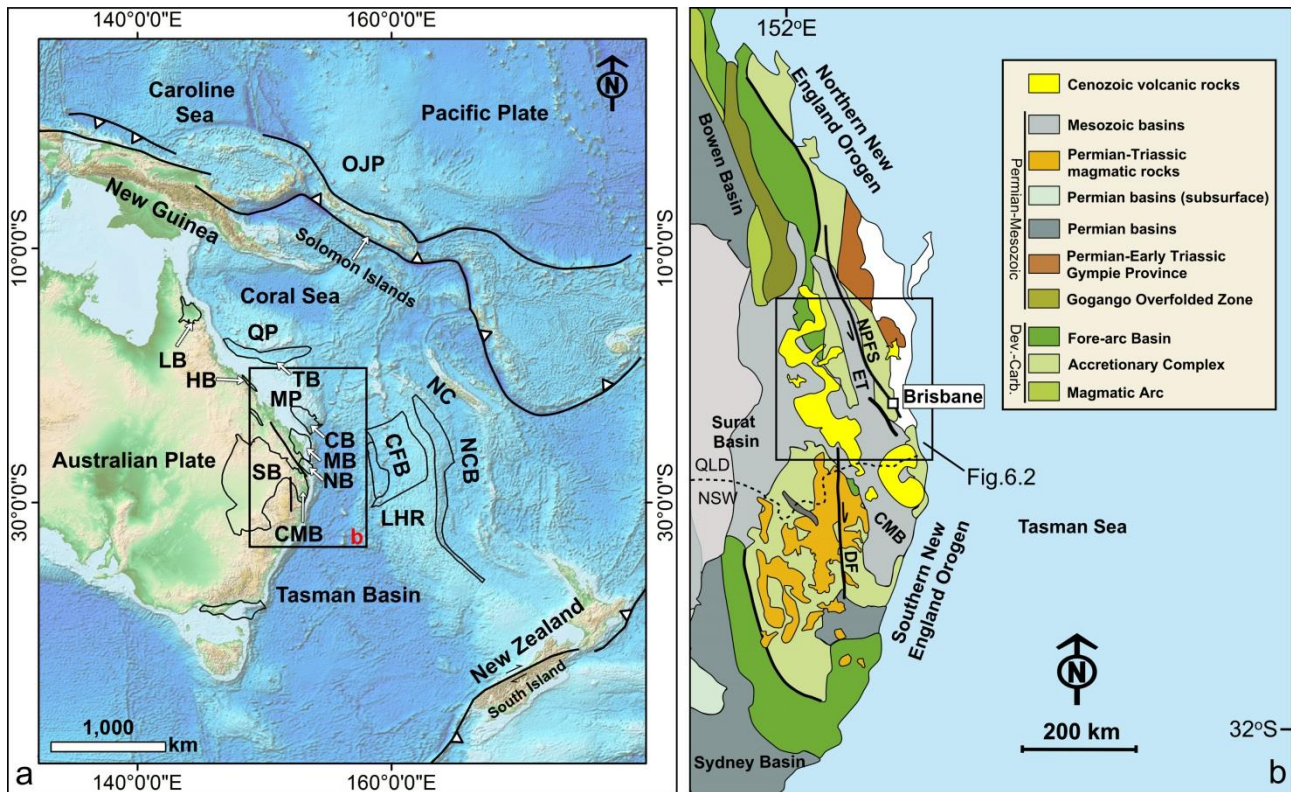 140°0'0"E
160°0'0"E
Caroline
Sea
Pacific Plate
N
OJP
New Guinea
Solomon Islands
10°0'0"S
Coral Sea
QP
LB
HB
TB
MP
NC
CB
MB
NB
CFB
NCB
Australian Plate
SB
30°0'0"S
LHR
CMB
b
Tasman Basin
New Zealand
South Island
1,000
km
a
140°0'0"E
160°0'0"E
152°E
Northern New
England Orogen
Bowen Basin
NPFS
ET
Brisbane
Surat
Basin
QLD
NSW
Fig.6.2
CMB
DF
Tasman Sea
Southern New
England Orogen
N
200 km
32°S
Sydney Basin
b
Cenozoic volcanic rocks
Permian-Mesozoic
Mesozoic basins
Permian-Triassic
magmatic rocks
Permian basins (subsurface)
Permian basins
Permian-Early Triassic
Gympie Province
Gogango Overfolded Zone
Dev.-Carb.
Fore-arc Basin
Accretionary Complex
Magmatic Arc